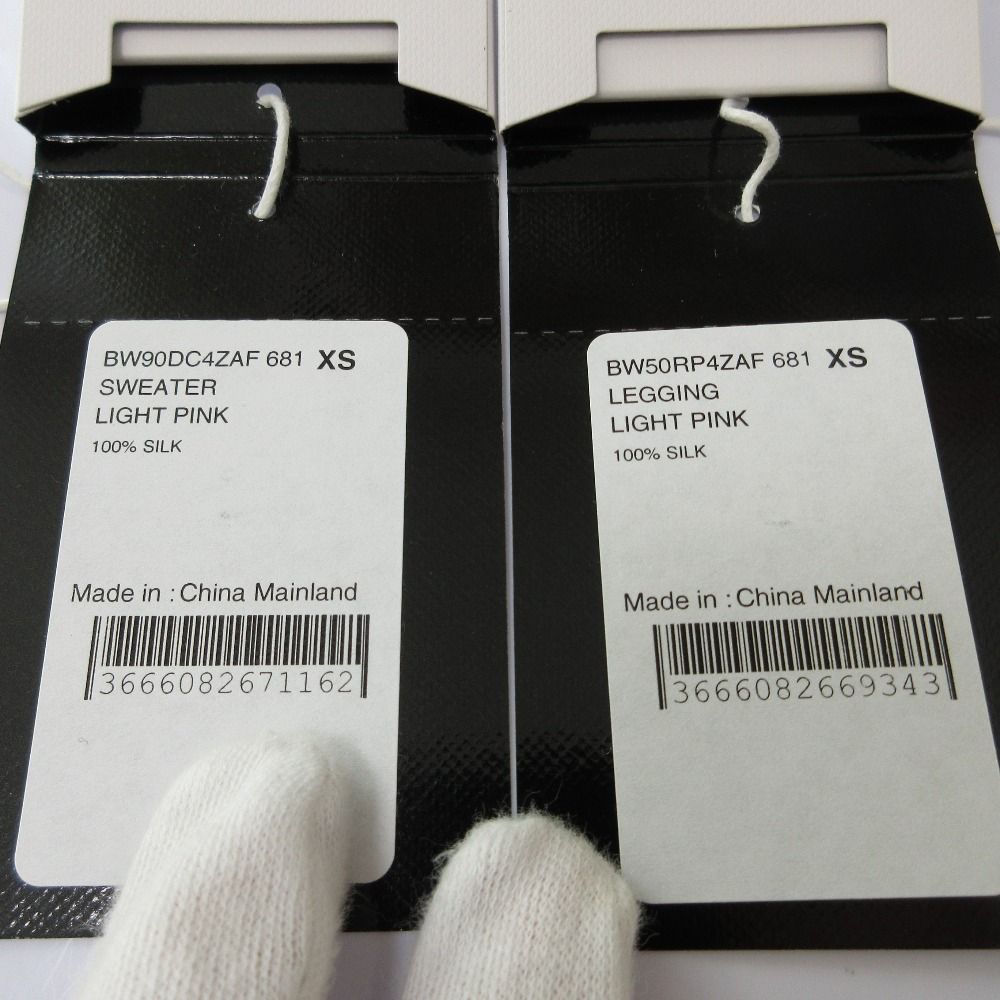 BW90DC4ZAF 681 XS
SWEATER
LIGHT PINK
100% SILK
Made in : China Mainland
3666082671162
BW50RP4ZAF 681 XS
LEGGING
LIGHT PINK
100% SILK
Made in : China Mainland
3666082669343